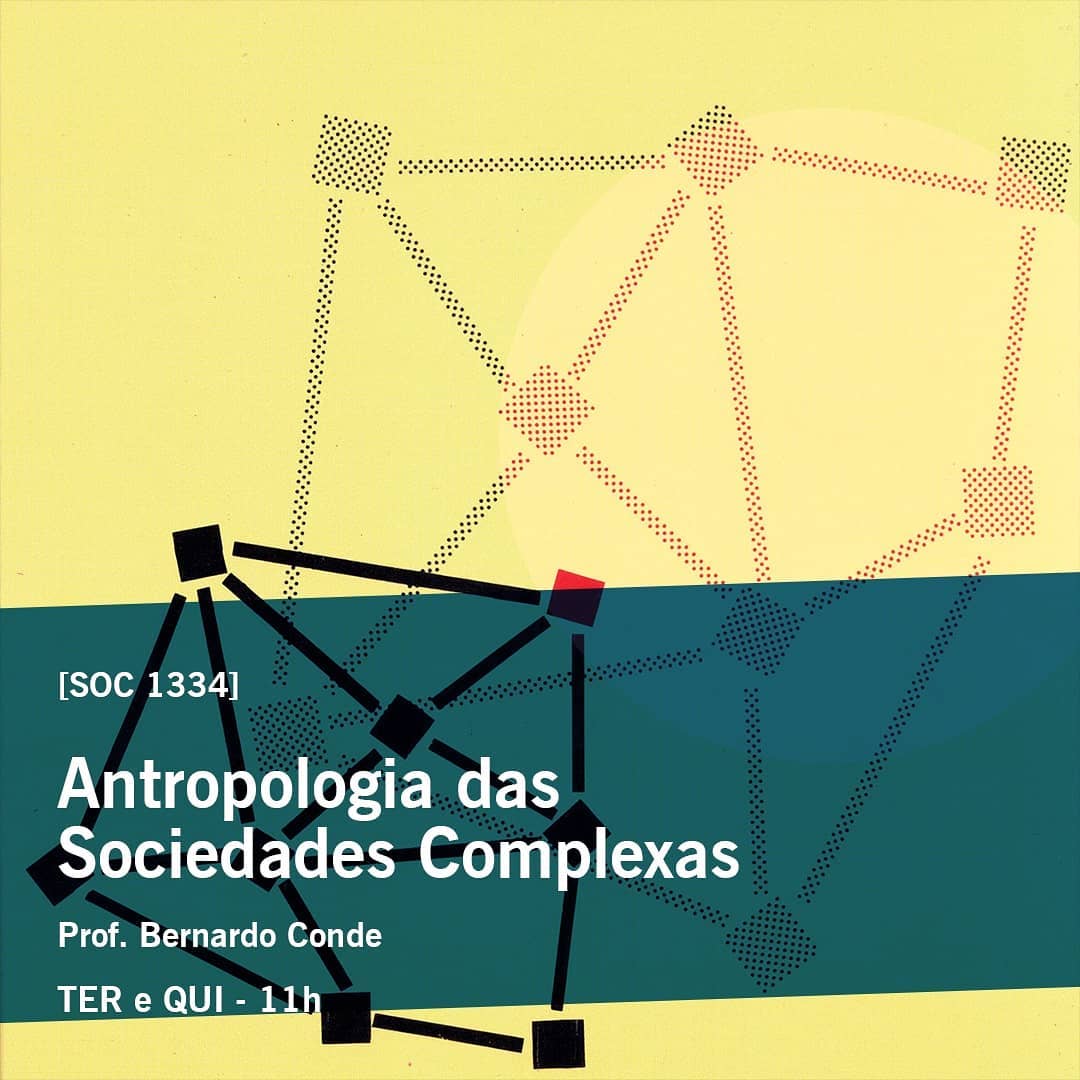 [SOC 1334]
Antropologia das
Sociedades Complexas
Prof. Bernardo Conde
TER e QUI - 11h